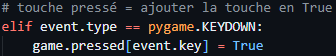 # touche pressé = ajouter la touche en True
elif event.type == pygame.KEYDOWN:
    game.pressed[event.key] = True